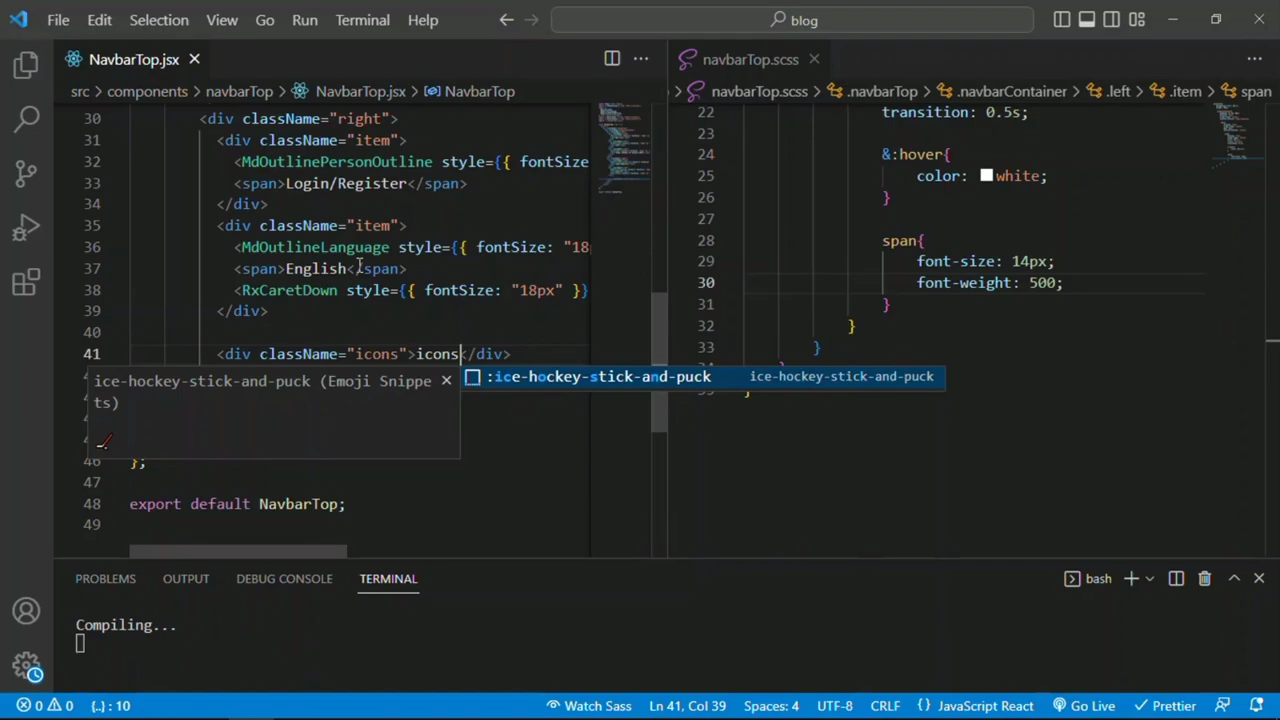 File Edit Selection View Go Run Terminal Help
blog
NavbarTop.jsx
navbarTop.scss
src > components > navbarTop > NavbarTop.jsx > NavbarTop
> navbarTop.scss > .navbarTop > .navbarContainer > .left > .item > span
30 <div className="right">
31 <div className="item">
32 <MdOutlinePersonOutline style={{ fontSize
33 <span>Login/Register</span>
34 </div>
35 <div className="item">
36 <MdOutlineLanguage style={{ fontSize: "18p
37 <span>English</span>
38 <RxCaretDown style={{ fontSize: "18px" }}
39 </div>
40
41 <div className="icons">icons</div>
ice-hockey-stick-and-puck (Emoji Snippe
ts)
:ice-hockey-stick-and-puck ice-hockey-stick-and-puck
46 };
47
48 export default NavbarTop;
49
22 transition: 0.5s;
23
24 &:hover{
25 color: white;
26 }
27
28 span{
29 font-size: 14px;
30 font-weight: 500;
31 }
32 }
33 }
PROBLEMS OUTPUT DEBUG CONSOLE TERMINAL
bash
Compiling...
0 0 {..} : 10
Watch Sass Ln 41, Col 39 Spaces: 4 UTF-8 CRLF {} JavaScript React Go Live Prettier